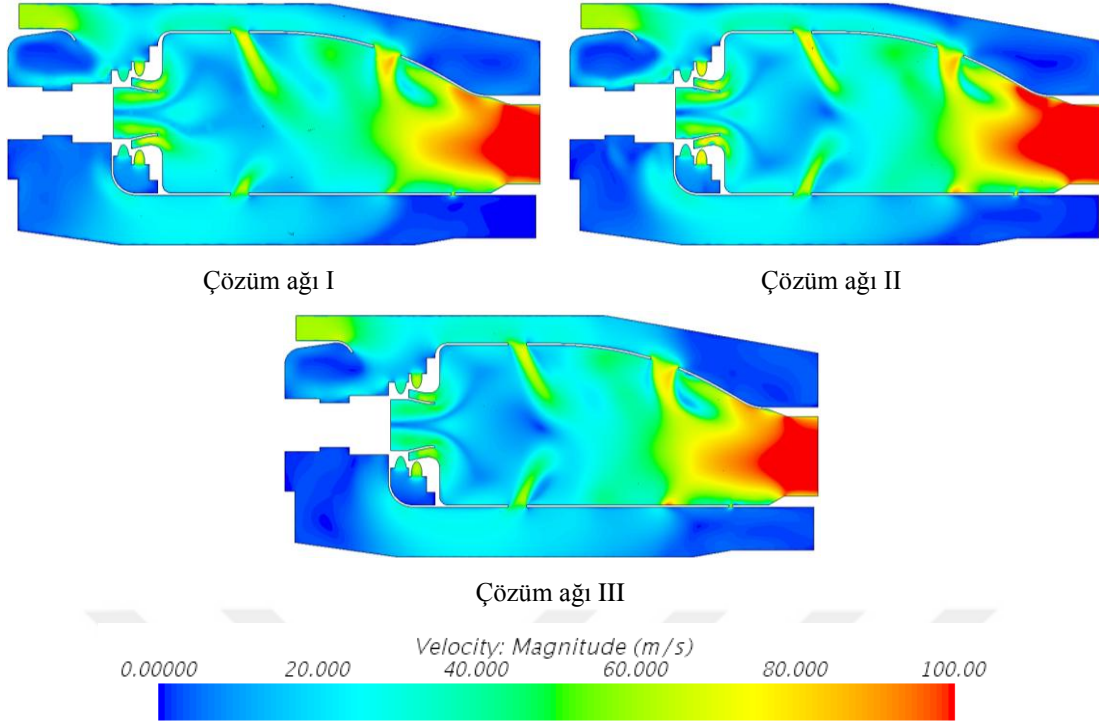 Çözüm ağı I
Çözüm ağı II
Çözüm ağı III
Velocity: Magnitude (m/s)
0.00000 20.000 40.000 60.000 80.000 100.00